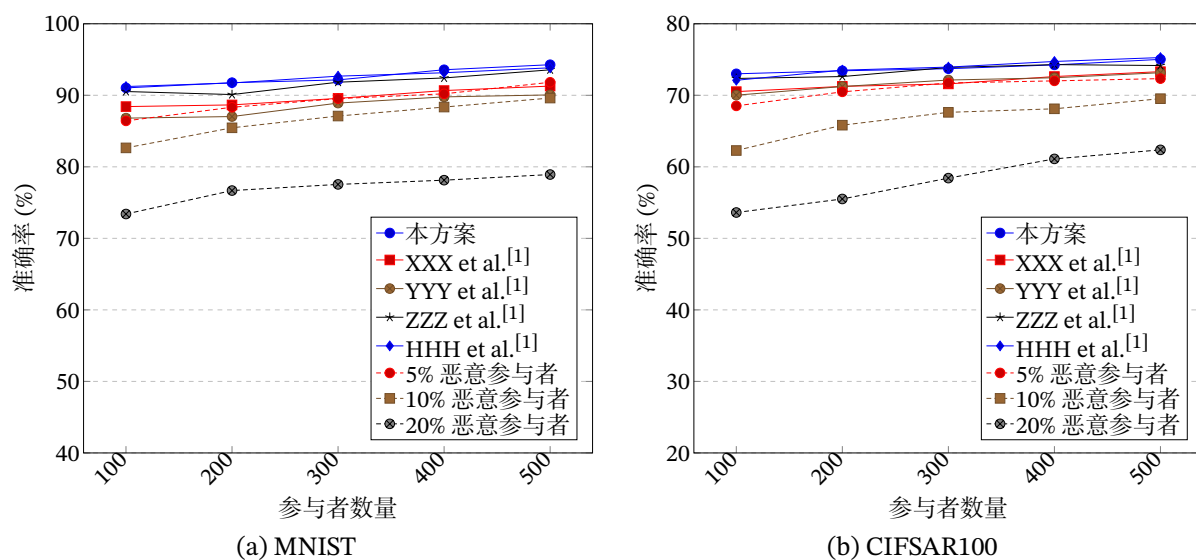 准确率 (%)
100
90
80
70
60
50
40
本方案
XXX et al.[1]
YYY et al.[1]
ZZZ et al.[1]
HHH et al.[1]
5% 恶意参与者
10% 恶意参与者
20% 恶意参与者
100
200
300
400
500
参与者数量
(a) MNIST
准确率 (%)
80
70
60
50
40
30
20
本方案
XXX et al.[1]
YYY et al.[1]
ZZZ et al.[1]
HHH et al.[1]
5% 恶意参与者
10% 恶意参与者
20% 恶意参与者
100
200
300
400
500
参与者数量
(b) CIFSAR100